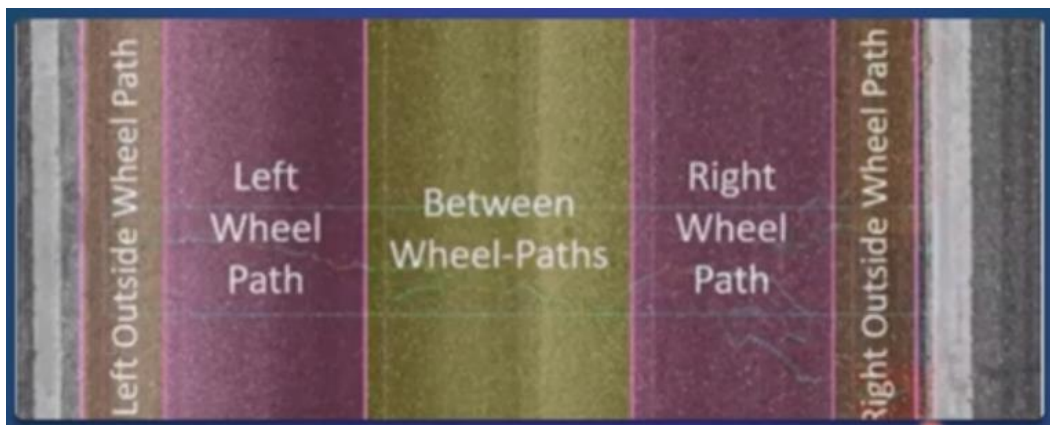 Left Outside Wheel Path
Left
Wheel
Path
Between
Wheel-Paths
Right
Wheel
Path
Right Outside Wheel Path